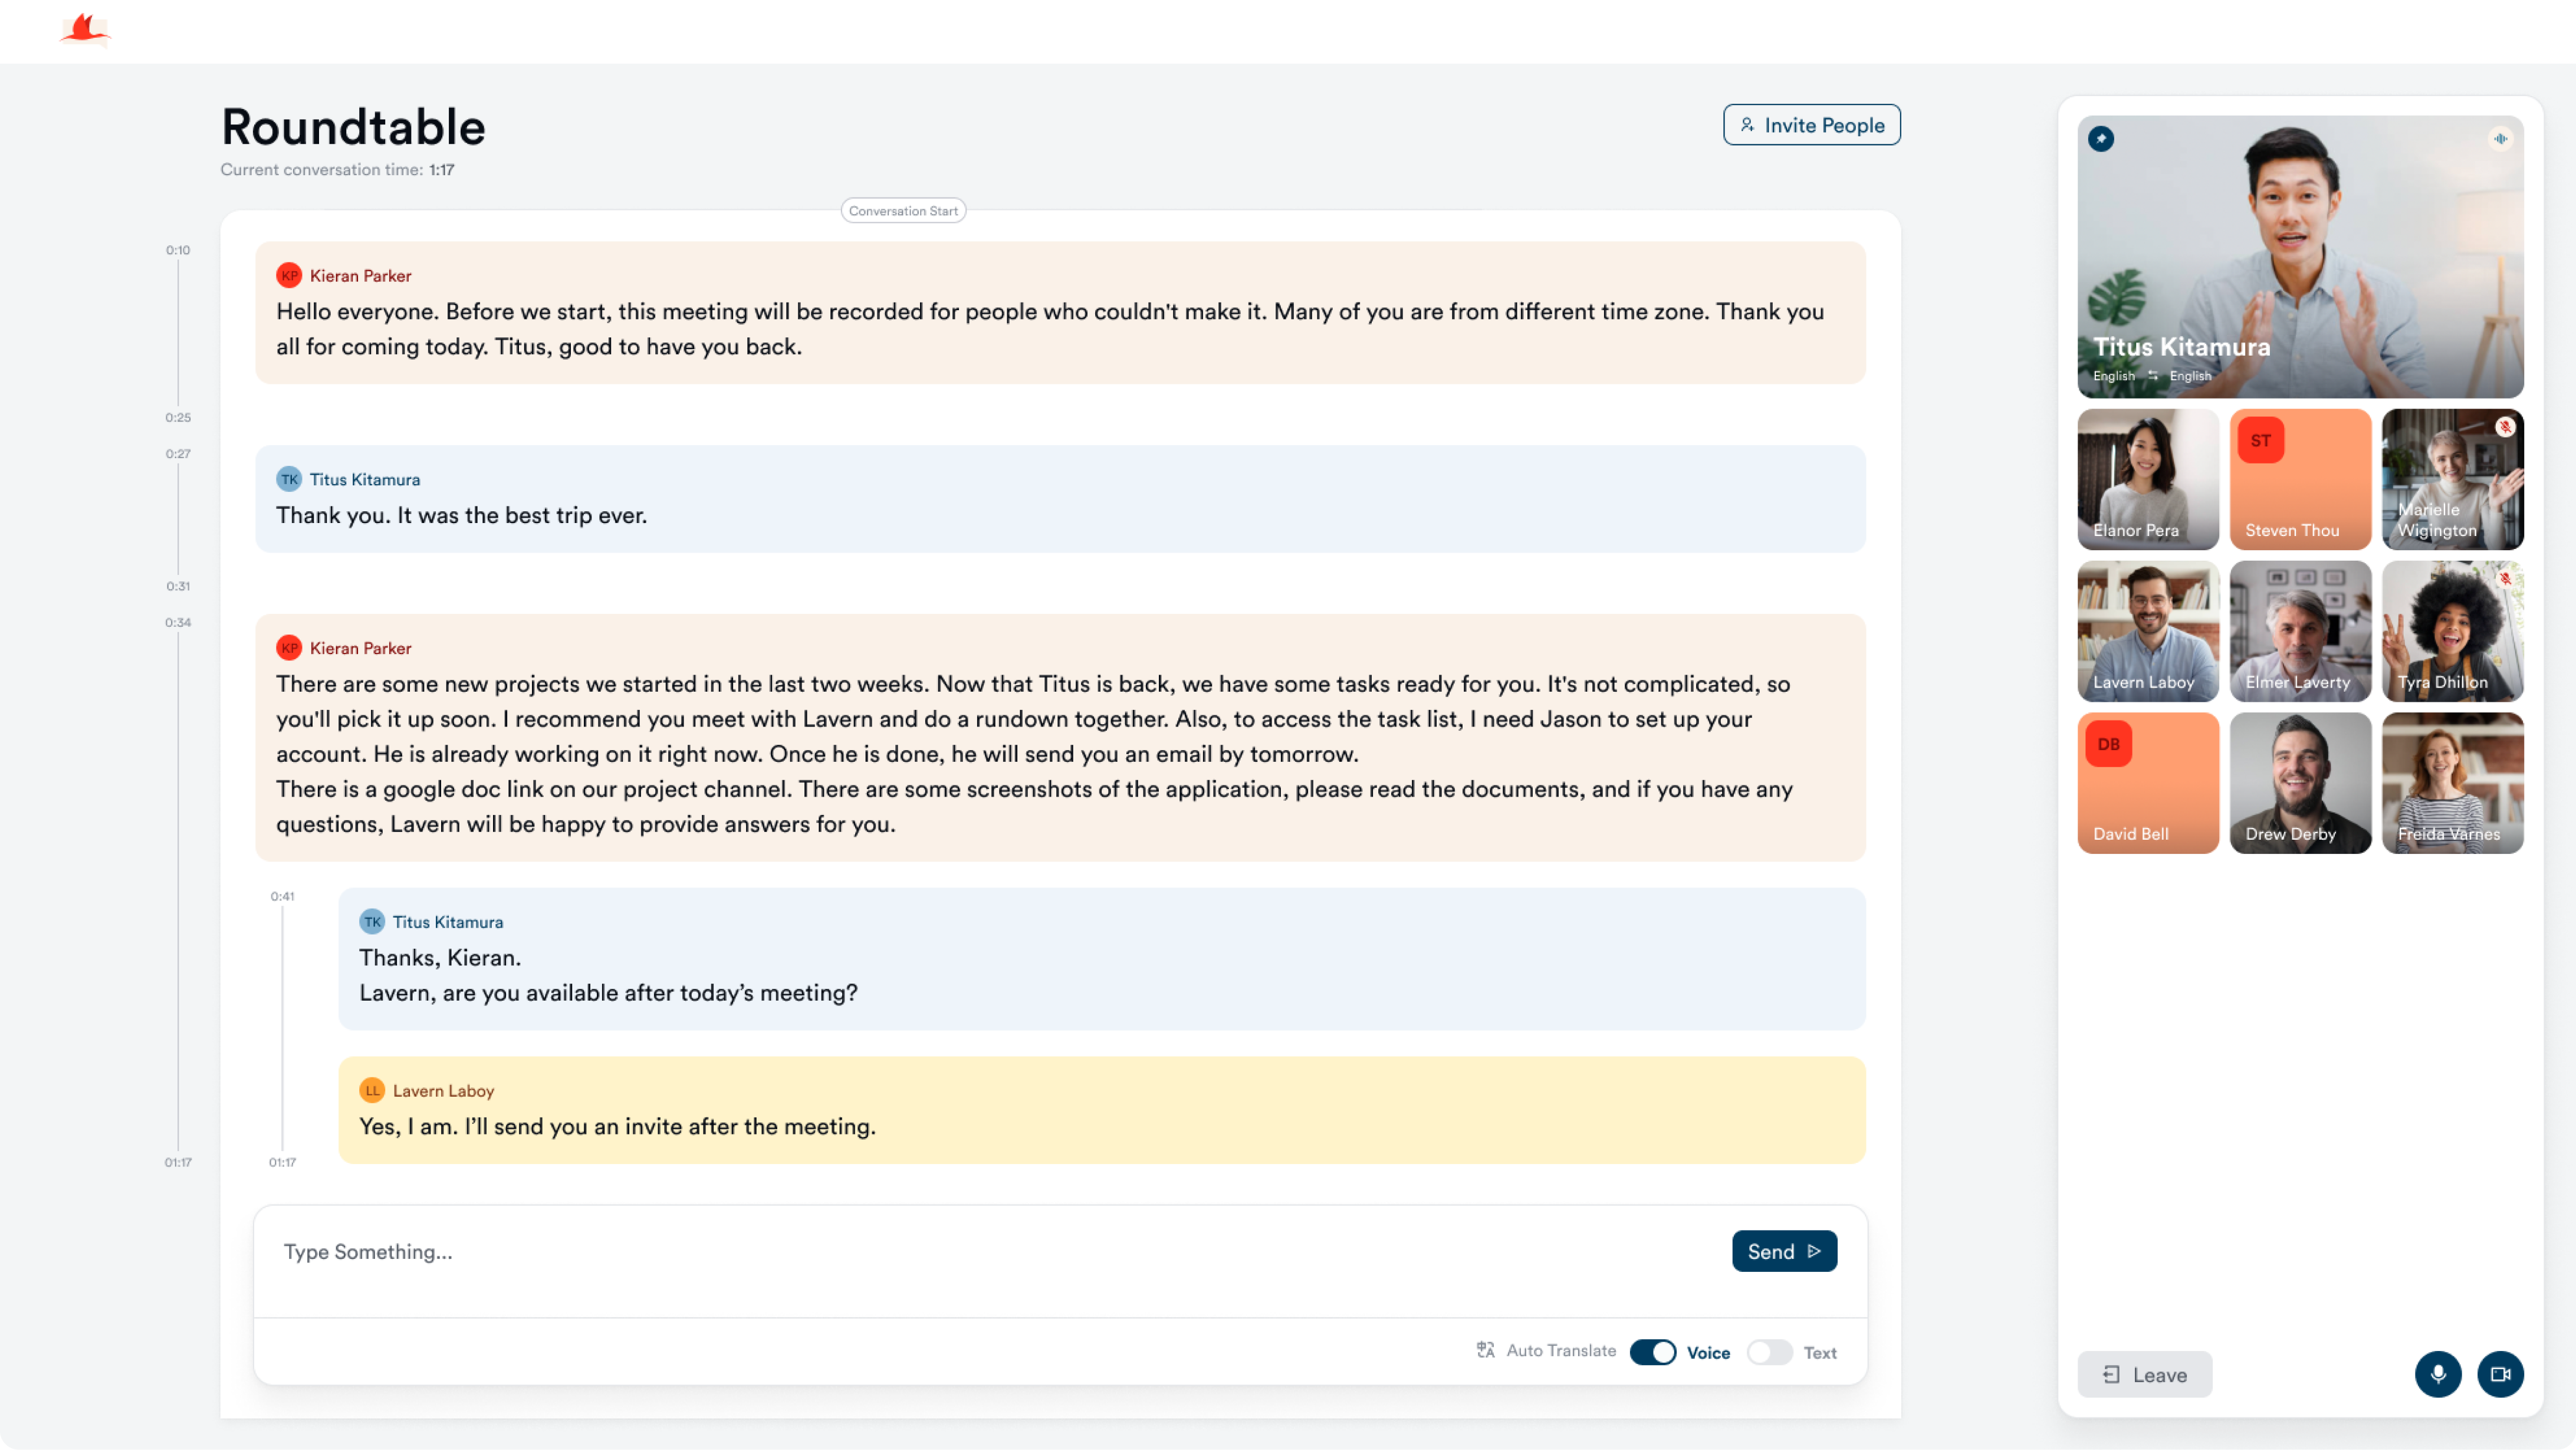 Roundtable
Invite People
Current conversation time: 1:17
Conversation Start
0:10
KP Kieran Parker
Hello everyone. Before we start, this meeting will be recorded for people who couldn't make it. Many of you are from different time zone. Thank you
all for coming today. Titus, good to have you back.
0:25
0:27
TK Titus Kitamura
Thank you. It was the best trip ever.
0:31
0:34
KP Kieran Parker
There are some new projects we started in the last two weeks. Now that Titus is back, we have some tasks ready for you. It's not complicated, so
you'll pick it up soon. I recommend you meet with Lavern and do a rundown together. Also, to access the task list, I need Jason to set up your
account. He is already working on it right now. Once he is done, he will send you an email by tomorrow.
There is a google doc link on our project channel. There are some screenshots of the application, please read the documents, and if you have any
questions, Lavern will be happy to provide answers for you.
0:41
TK Titus Kitamura
Thanks, Kieran.
Lavern, are you available after today’s meeting?
LL Lavern Laboy
Yes, I am. I’ll send you an invite after the meeting.
01:17
01:17
Type Something...
Send
Auto Translate
Voice
Text
Titus Kitamura
English
English
Elanor Pera
ST
Steven Thou
Marielle
Wigington
Lavern Laboy
Elmer Laverty
Tyra Dhillon
DB
David Bell
Drew Derby
Freida Varnes
Leave